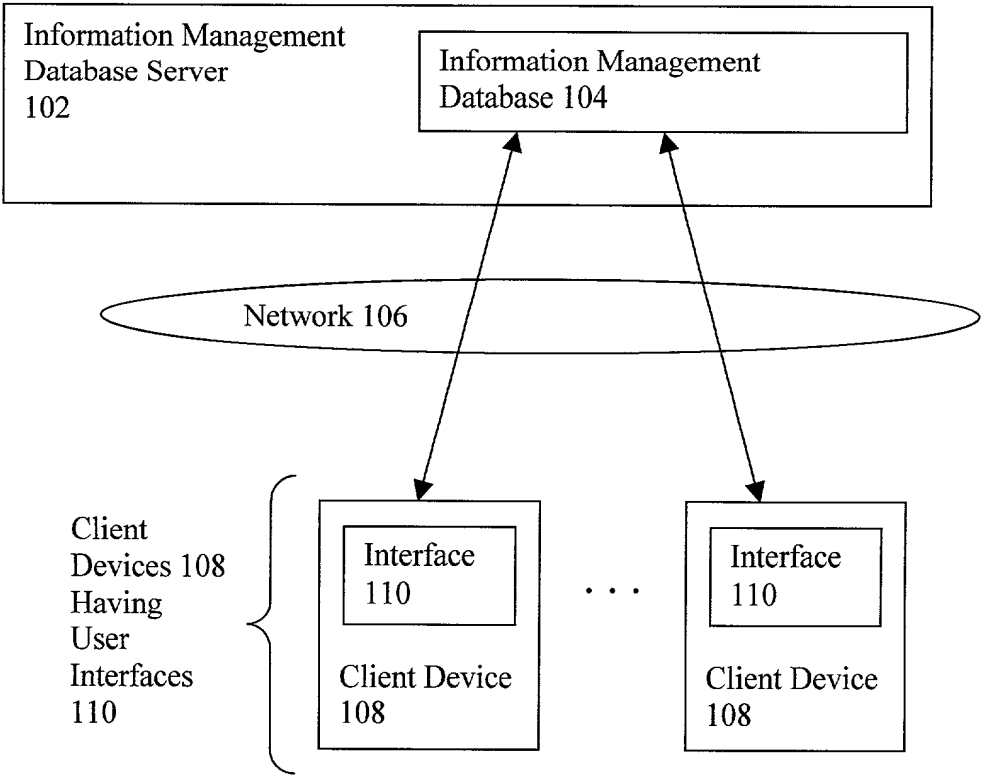 Information Management
Database Server
102
Information Management
Database 104
Network 106
Client
Devices 108
Having
User
Interfaces
110
Interface
110
Client Device
108
. . .
Interface
110
Client Device
108